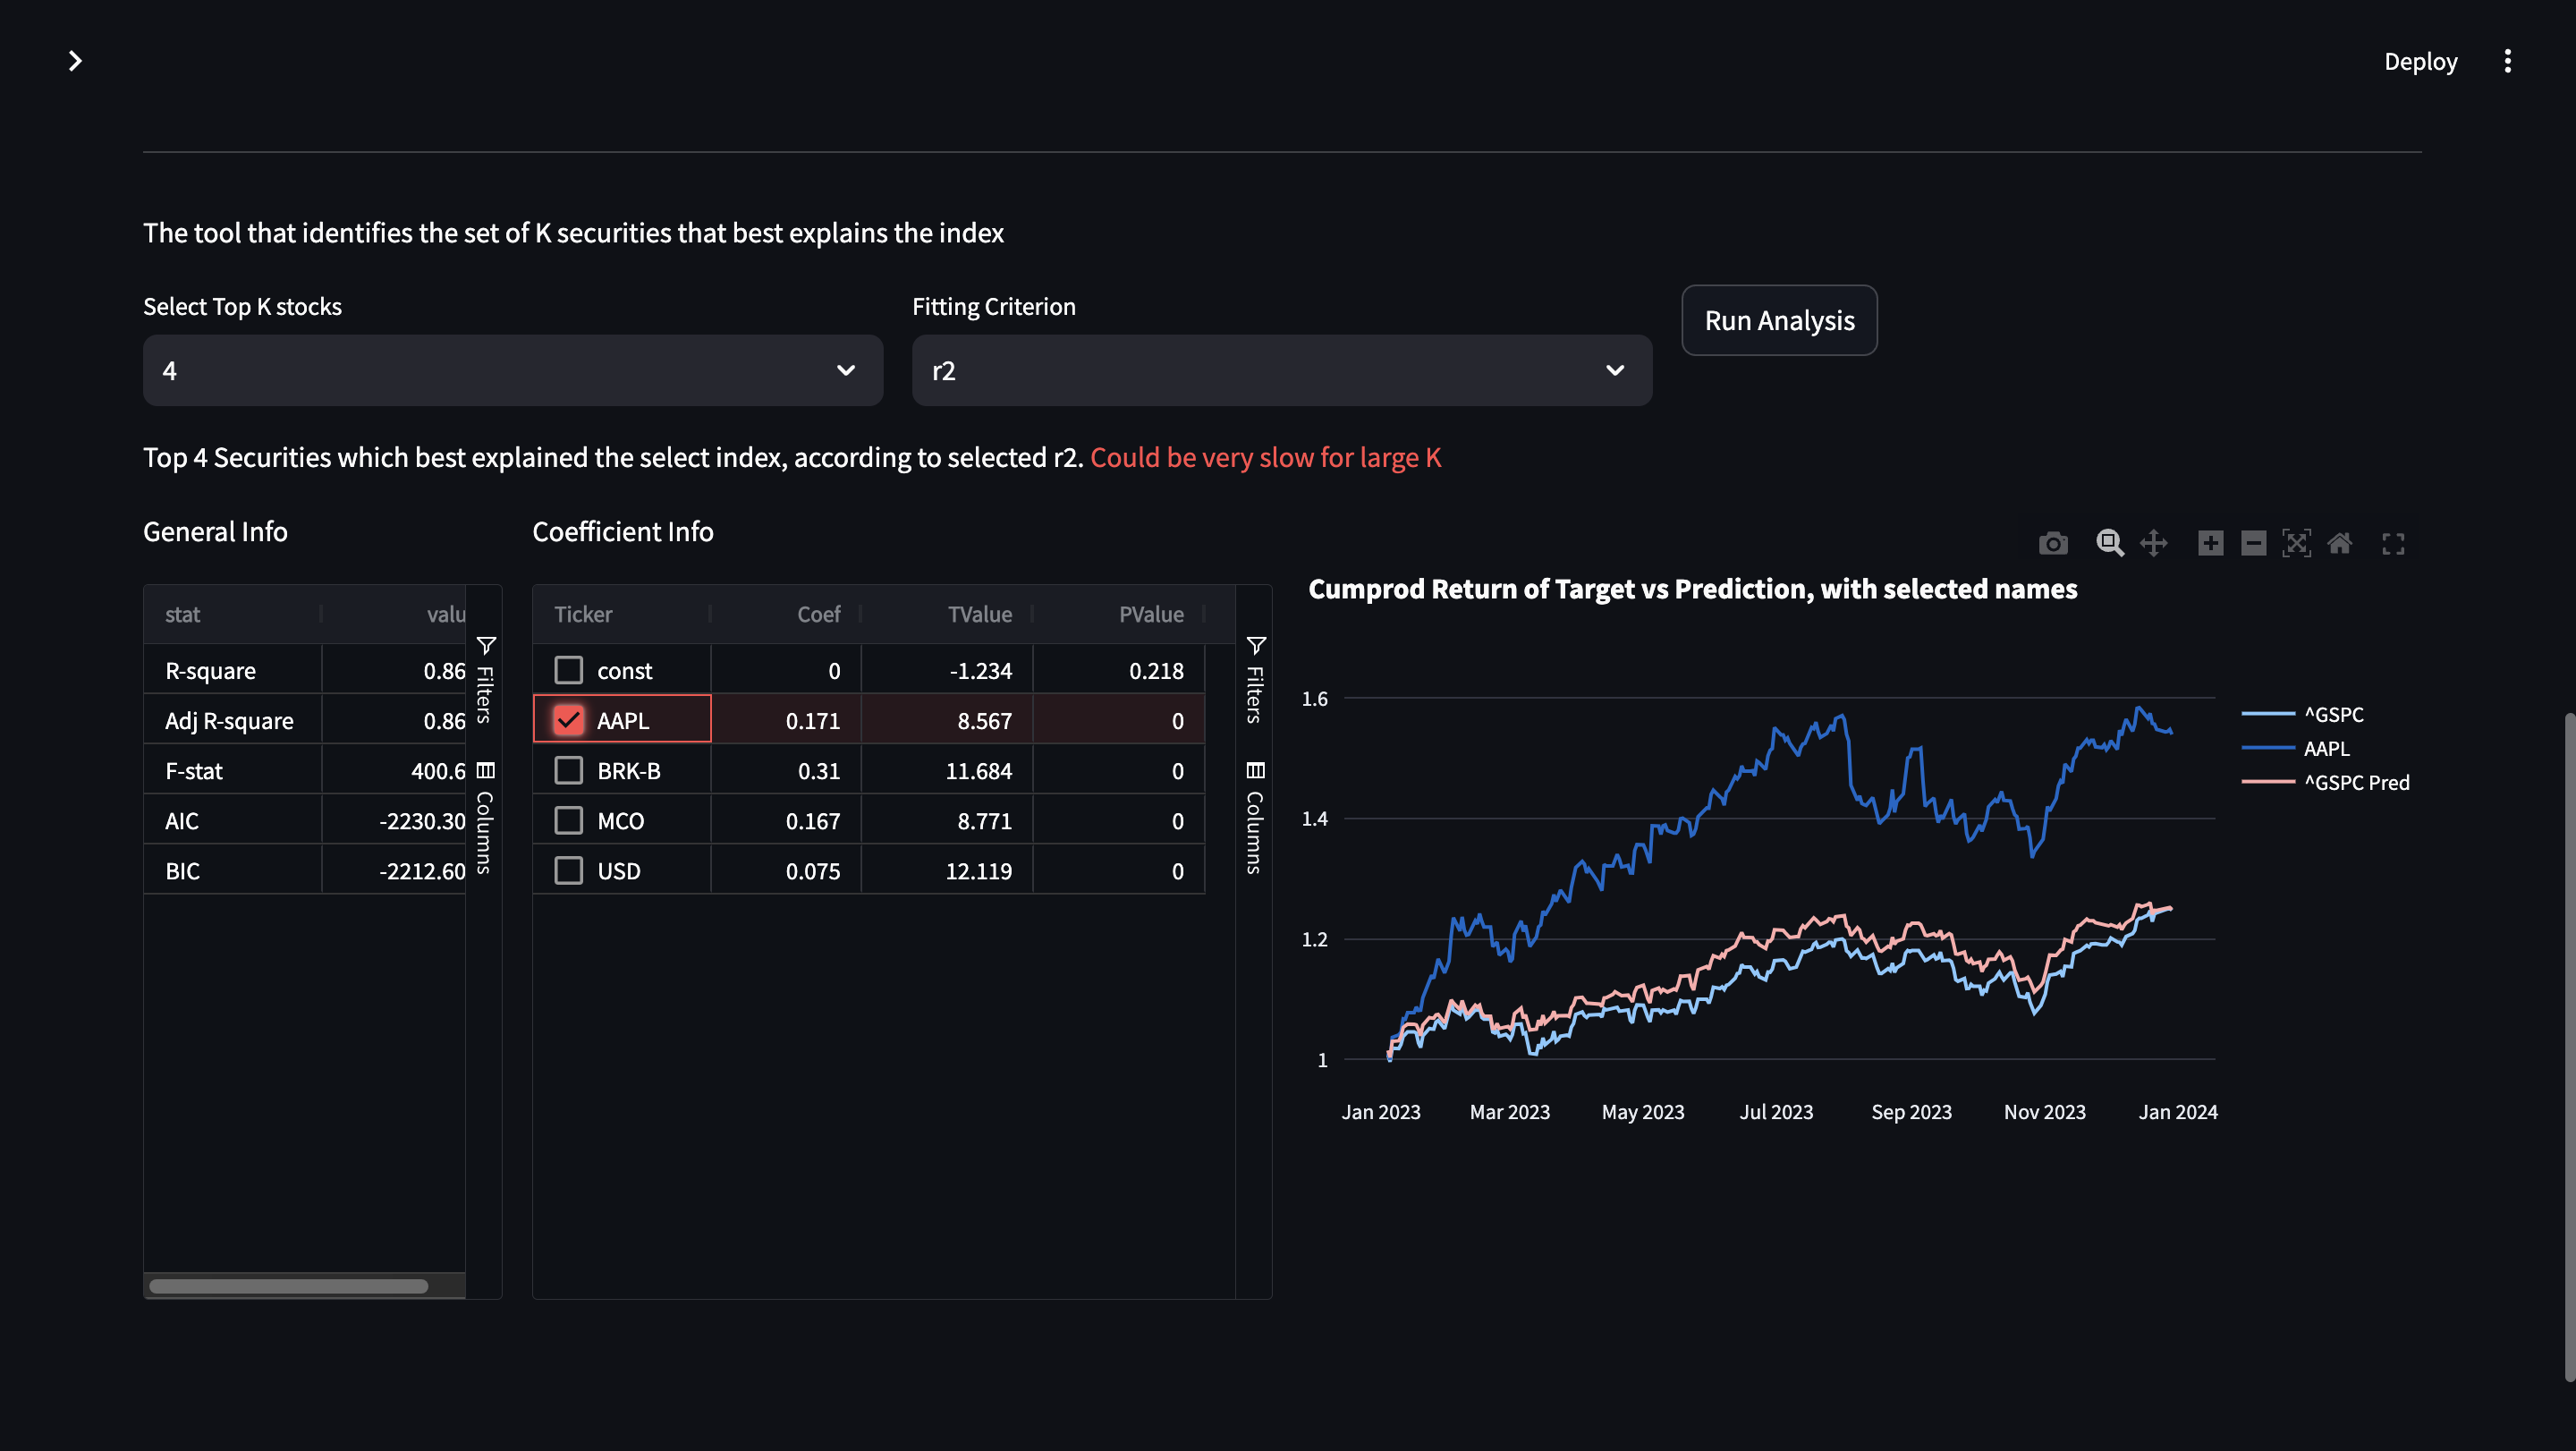 Deploy
The tool that identifies the set of K securities that best explains the index
Select Top K stocks
Fitting Criterion
Run Analysis
4
r2
Top 4 Securities which best explained the select index, according to selected r2. Could be very slow for large K
General Info
Coefficient Info
stat valu
R-square 0.86
Adj R-square 0.86
F-stat 400.6
AIC -2230.30
BIC -2212.60
Filters
Columns
Ticker Coef TValue PValue
const 0 -1.234 0.218
AAPL 0.171 8.567 0
BRK-B 0.31 11.684 0
MCO 0.167 8.771 0
USD 0.075 12.119 0
Filters
Columns
Cumprod Return of Target vs Prediction, with selected names
1.6
1.4
1.2
1
Jan 2023 Mar 2023 May 2023 Jul 2023 Sep 2023 Nov 2023 Jan 2024
^GSPC
AAPL
^GSPC Pred